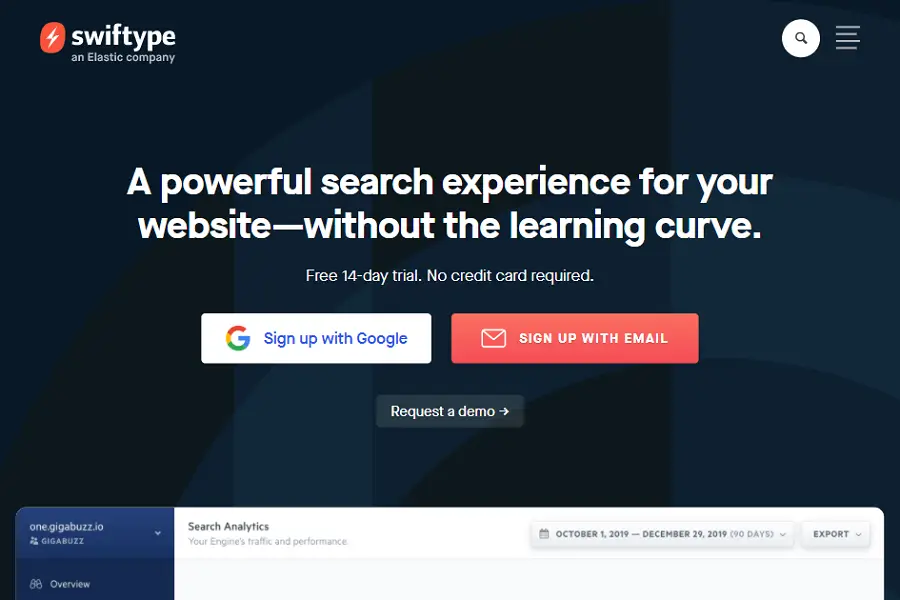 swiftype
an Elastic company
A powerful search experience for your
website—without the learning curve.
Free 14-day trial. No credit card required.
Sign up with Google
SIGN UP WITH EMAIL
Request a demo →
one.gigabuzz.io
GIGABUZZ
Search Analytics
Your Engine's traffic and performance.
OCTOBER 1, 2019 — DECEMBER 29, 2019 (90 DAYS)
EXPORT
Overview